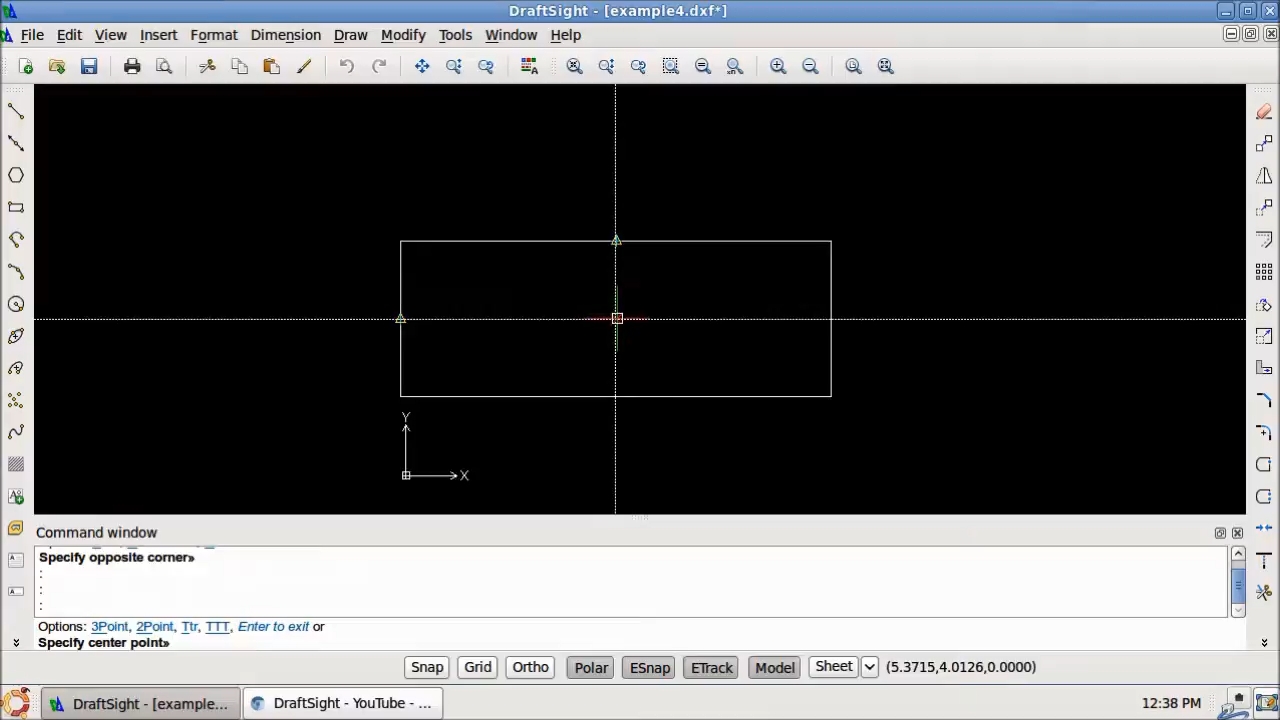 DraftSight - [example4.dxf*]
File Edit View Insert Format Dimension Draw Modify Tools Window Help
Y
X
Command window
Specify opposite corner»
:
:
:
Options: 3Point, 2Point, Ttr, TTT, Enter to exit or
Specify center point»
Snap Grid Ortho Polar ESnap ETrack Model Sheet (5.3715,4.0126,0.0000)
DraftSight - [example... DraftSight - YouTube - ... 12:38 PM